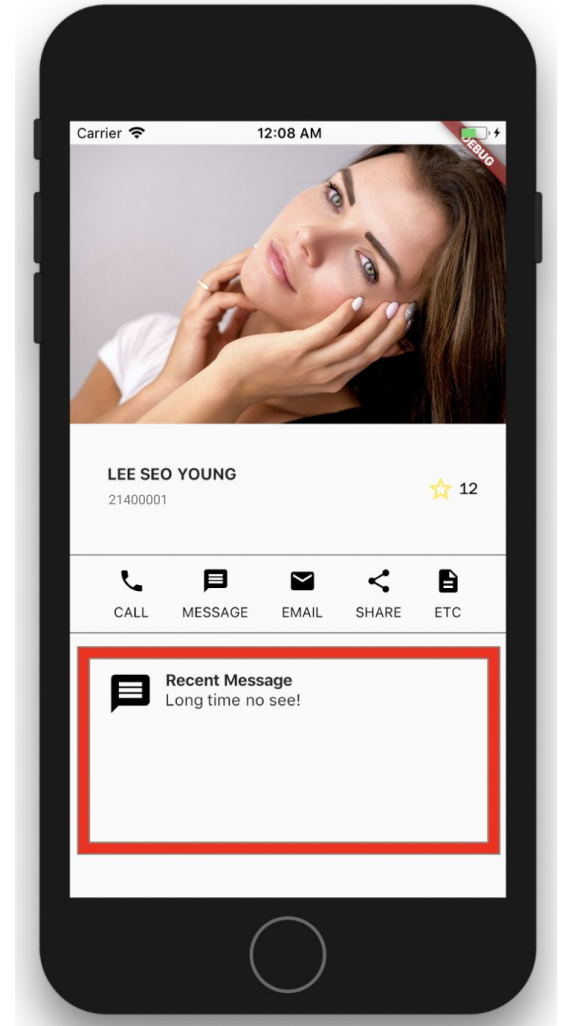 Carrier 12:08 AM
DEBUG
LEE SEO YOUNG
21400001
12
CALL MESSAGE EMAIL SHARE ETC
Recent Message
Long time no see!